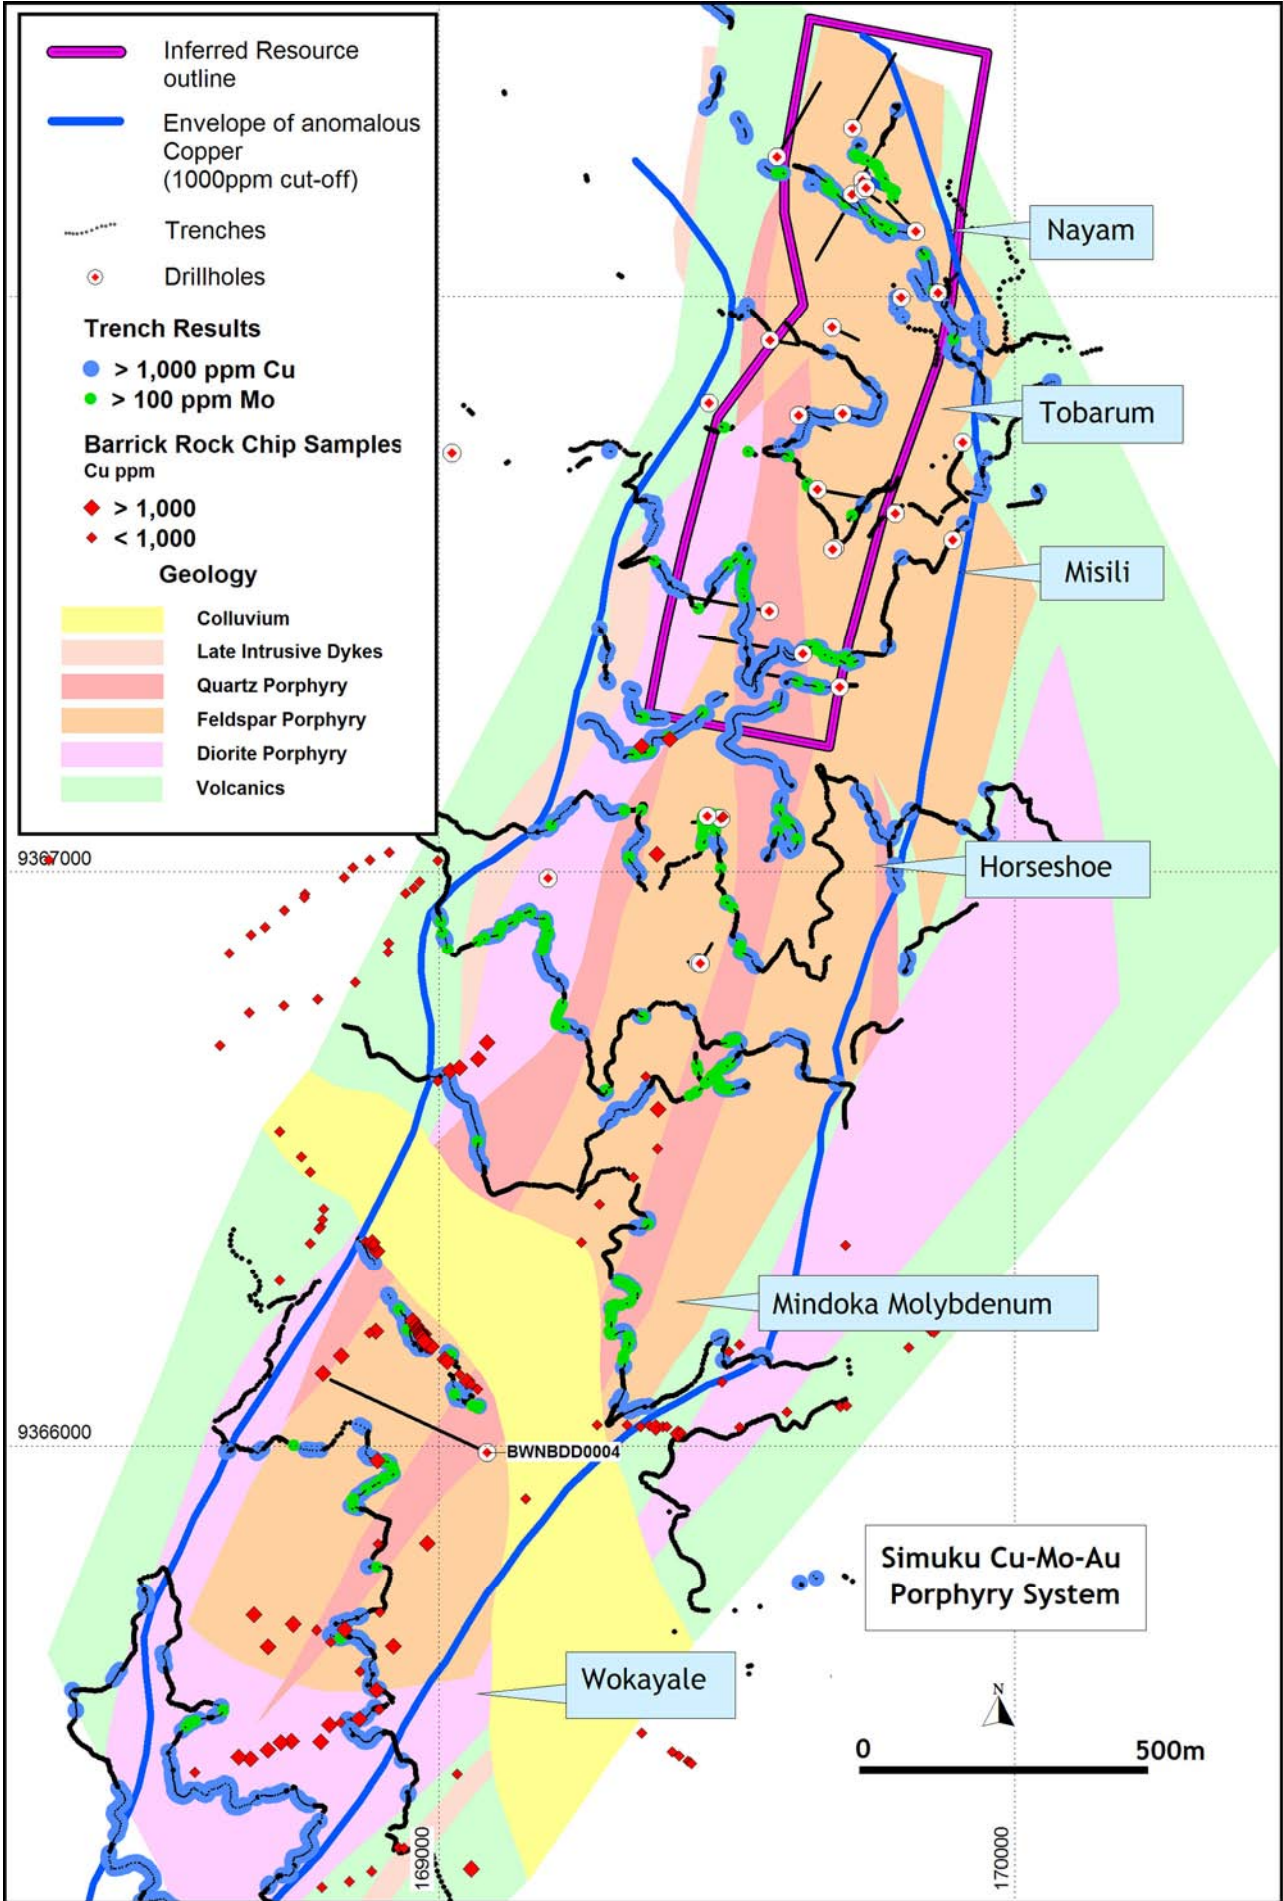 Inferred Resource
outline
Envelope of anomalous
Copper
(1000ppm cut-off)
Trenches
Drillholes
Trench Results
> 1,000 ppm Cu
> 100 ppm Mo
Barrick Rock Chip Samples
Cu ppm
> 1,000
< 1,000
Geology
Colluvium
Late Intrusive Dykes
Quartz Porphyry
Feldspar Porphyry
Diorite Porphyry
Volcanics
Nayam
Tobarum
Misili
9367000
Horseshoe
Mindoka Molybdenum
9366000
BWNBDD0004
Simuku Cu-Mo-Au
Porphyry System
Wokayale
N
0 500m
169000
170000